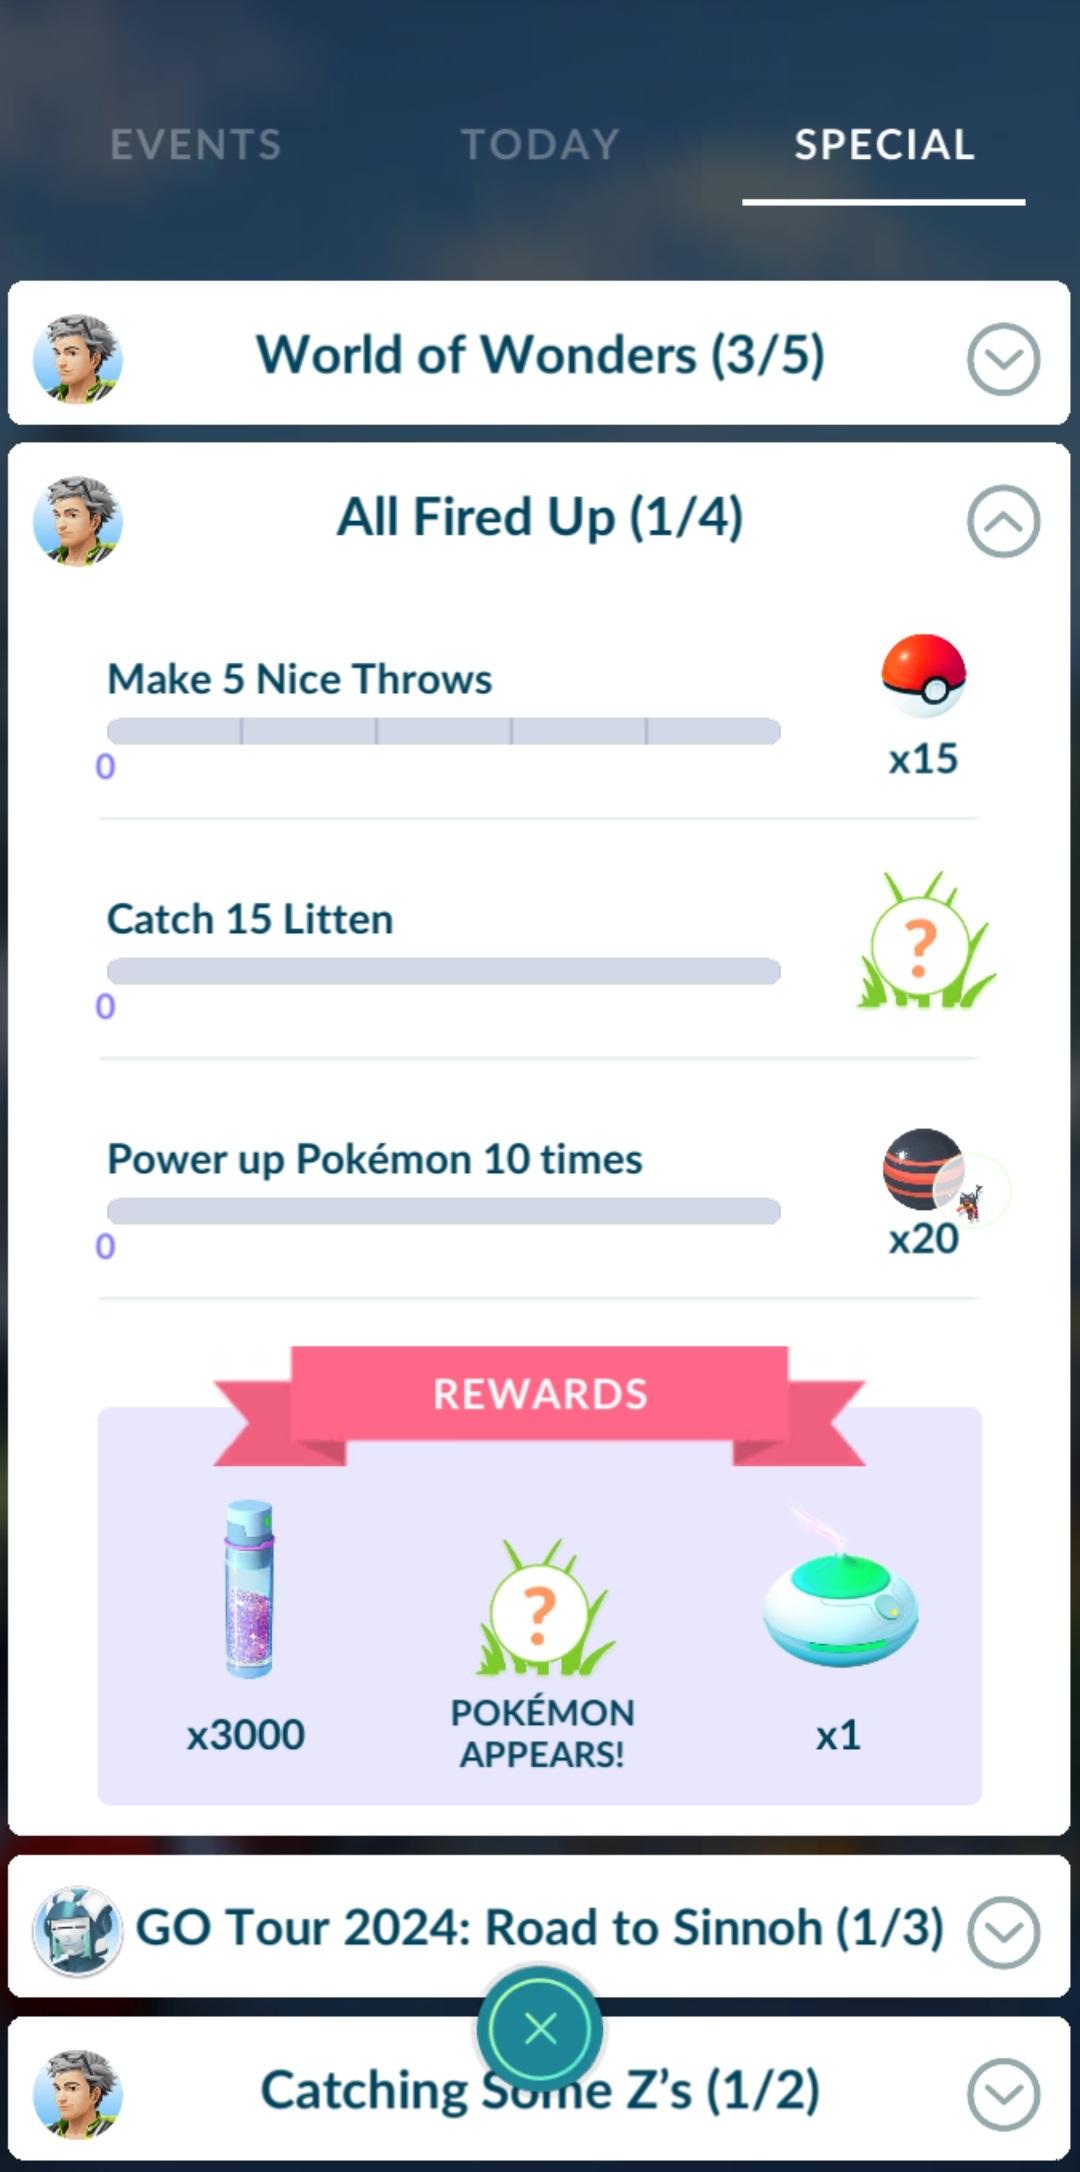 EVENTS TODAY SPECIAL
World of Wonders (3/5)
All Fired Up (1/4)
Make 5 Nice Throws
0
x15
Catch 15 Litten
0
?
Power up Pokémon 10 times
0
x20
REWARDS
?
x3000
POKÉMON
APPEARS!
x1
GO Tour 2024: Road to Sinnoh (1/3)
Catching Some Z's (1/2)